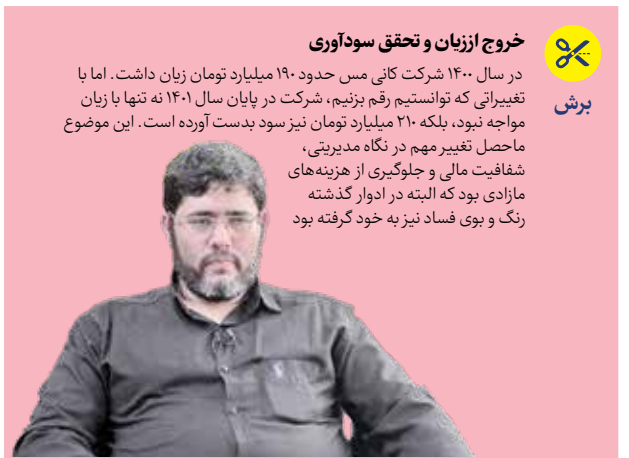 خروج اززیان و تحقق سودآوری
در سال ۱۴۰۰ شرکت کانی مس حدود ۱۹۰ میلیارد تومان زیان داشت. اما با
تغییراتی که توانستیم رقم بزنیم، شرکت در پایان سال ۱۴۰۱ نه تنها با زیان
مواجه نبود، بلکه ۲۱۰ میلیارد تومان نیز سود بدست آورده است. این موضوع
ماحصل تغییر مهم در نگاه مدیریتی،
شفافیت مالی و جلوگیری از هزینه‌های
مازادی بود که البته در ادوار گذشته
رنگ و بوی فساد نیز به خود گرفته بود
برش